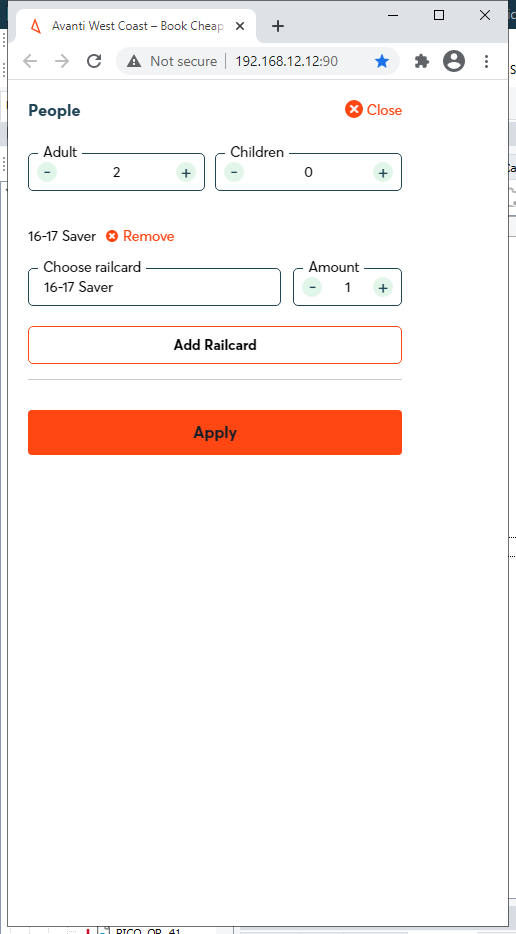 Avanti West Coast – Book Cheap
Not secure | 192.168.12.12:90
People
Close
Adult
Children
- 2 +
- 0 +
16-17 Saver Remove
Choose railcard
Amount
16-17 Saver
- 1 +
Add Railcard
Apply